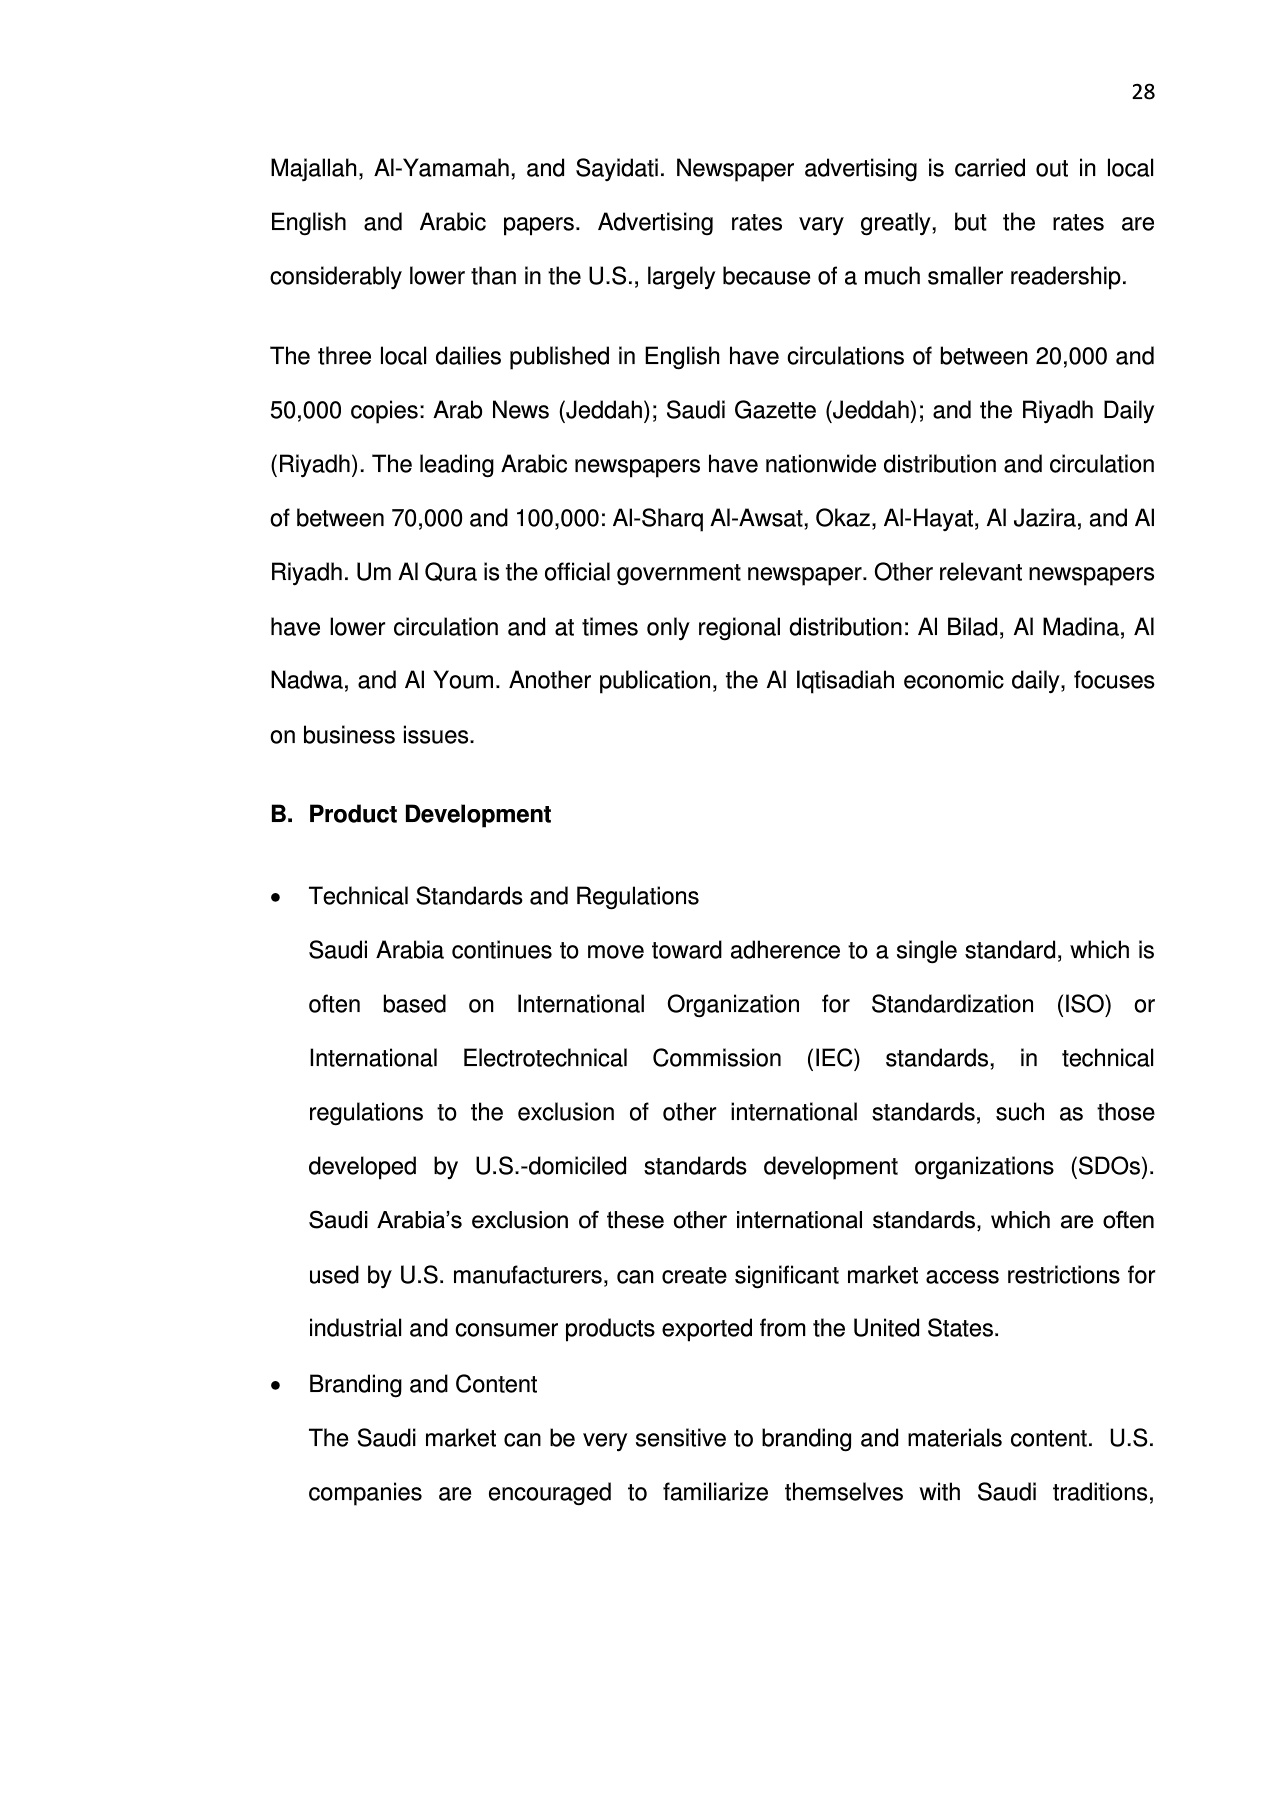 28
Majallah, Al-Yamamah, and Sayidati. Newspaper advertising is carried out in local
English and Arabic papers. Advertising rates vary greatly, but the rates are
considerably lower than in the U.S., largely because of a much smaller readership.
The three local dailies published in English have circulations of between 20,000 and
50,000 copies: Arab News (Jeddah); Saudi Gazette (Jeddah); and the Riyadh Daily
(Riyadh). The leading Arabic newspapers have nationwide distribution and circulation
of between 70,000 and 100,000: Al-Sharq Al-Awsat, Okaz, Al-Hayat, Al Jazira, and Al
Riyadh. Um Al Qura is the official government newspaper. Other relevant newspapers
have lower circulation and at times only regional distribution: Al Bilad, Al Madina, Al
Nadwa, and Al Youm. Another publication, the Al Iqtisadiah economic daily, focuses
on business issues.
B. Product Development
• Technical Standards and Regulations
Saudi Arabia continues to move toward adherence to a single standard, which is
often based on International Organization for Standardization (ISO) or
International Electrotechnical Commission (IEC) standards, in technical
regulations to the exclusion of other international standards, such as those
developed by U.S.-domiciled standards development organizations (SDOs).
Saudi Arabia’s exclusion of these other international standards, which are often
used by U.S. manufacturers, can create significant market access restrictions for
industrial and consumer products exported from the United States.
• Branding and Content
The Saudi market can be very sensitive to branding and materials content.  U.S.
companies are encouraged to familiarize themselves with Saudi traditions,